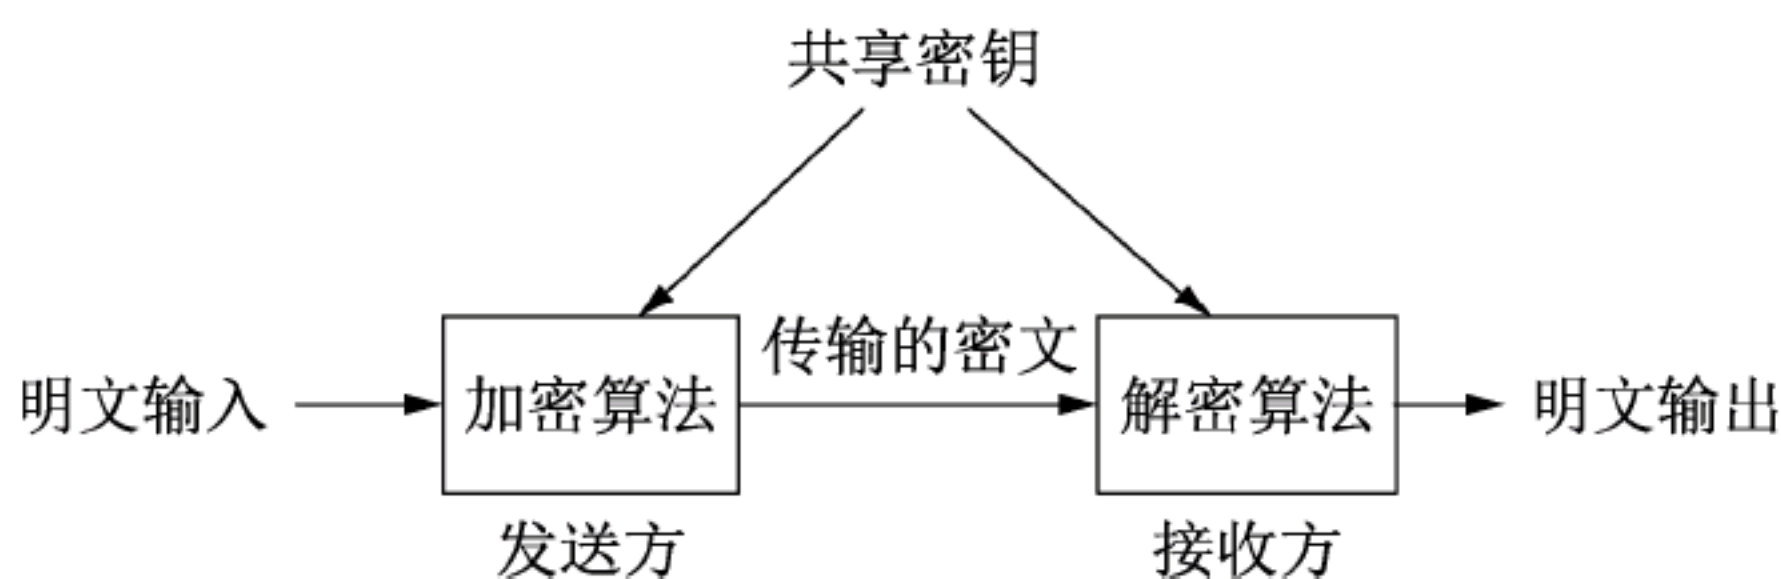 共享密钥
传输的密文
明文输入
加密算法
解密算法
明文输出
发送方
接收方